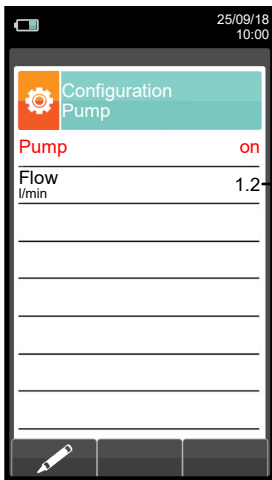 25/09/18
10:00
Configuration
Pump
Pump on
Flow 1.2
l/min